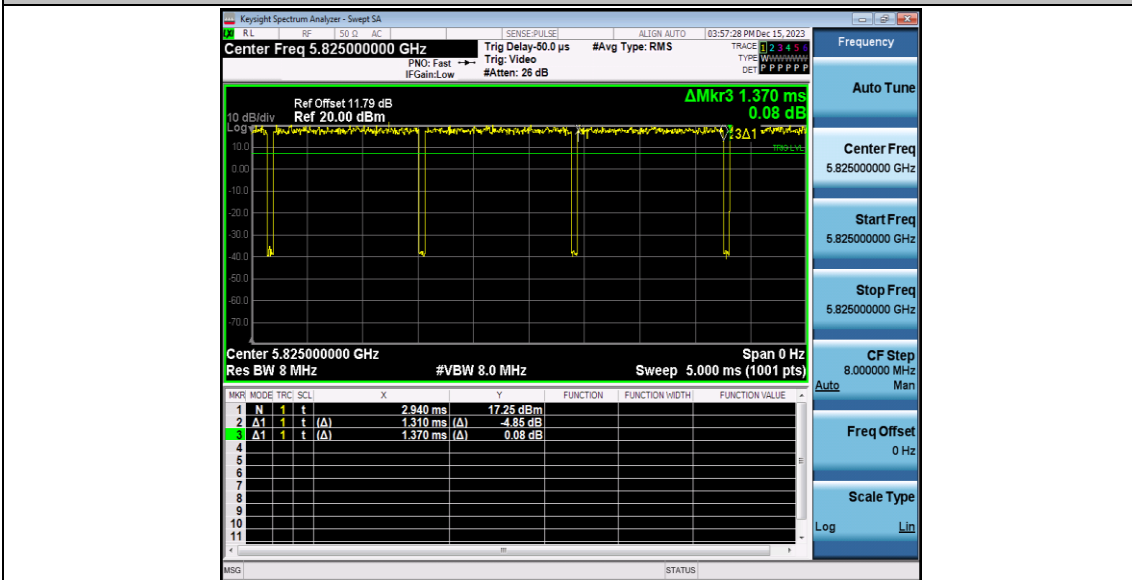 Keysight Spectrum Analyzer - Swept SA
RL RF 50 Ω AC SENSE:PULSE ALIGN AUTO 03:57:28 PM Dec 15, 2023
Center Freq 5.825000000 GHz Trig Delay-50.0 µs #Avg Type: RMS TRACE 1 2 3 4 5 6
PNO: Fast Trig: Video TYPE WWWWWW
IFGain:Low #Atten: 26 dB DET P P P P P P
Frequency
ΔMkr3 1.370 ms
0.08 dB
Ref Offset 11.79 dB
10 dB/div Ref 20.00 dBm
Log
3Δ1
TRIG LVL
10.0
0.00
-10.0
-20.0
-30.0
-40.0
-50.0
-60.0
-70.0
Center 5.825000000 GHz Span 0 Hz
Res BW 8 MHz #VBW 8.0 MHz Sweep 5.000 ms (1001 pts)
MKR MODE TRC SCL X Y FUNCTION FUNCTION WIDTH FUNCTION VALUE
1 N 1 t 2.940 ms 17.25 dBm
2 Δ1 1 t (Δ) 1.310 ms (Δ) -4.85 dB
3 Δ1 1 t (Δ) 1.370 ms (Δ) 0.08 dB
4
5
6
7
8
9
10
11
MSG STATUS
Auto Tune
Center Freq
5.825000000 GHz
Start Freq
5.825000000 GHz
Stop Freq
5.825000000 GHz
CF Step
8.000000 MHz
Auto Man
Freq Offset
0 Hz
Scale Type
Log Lin